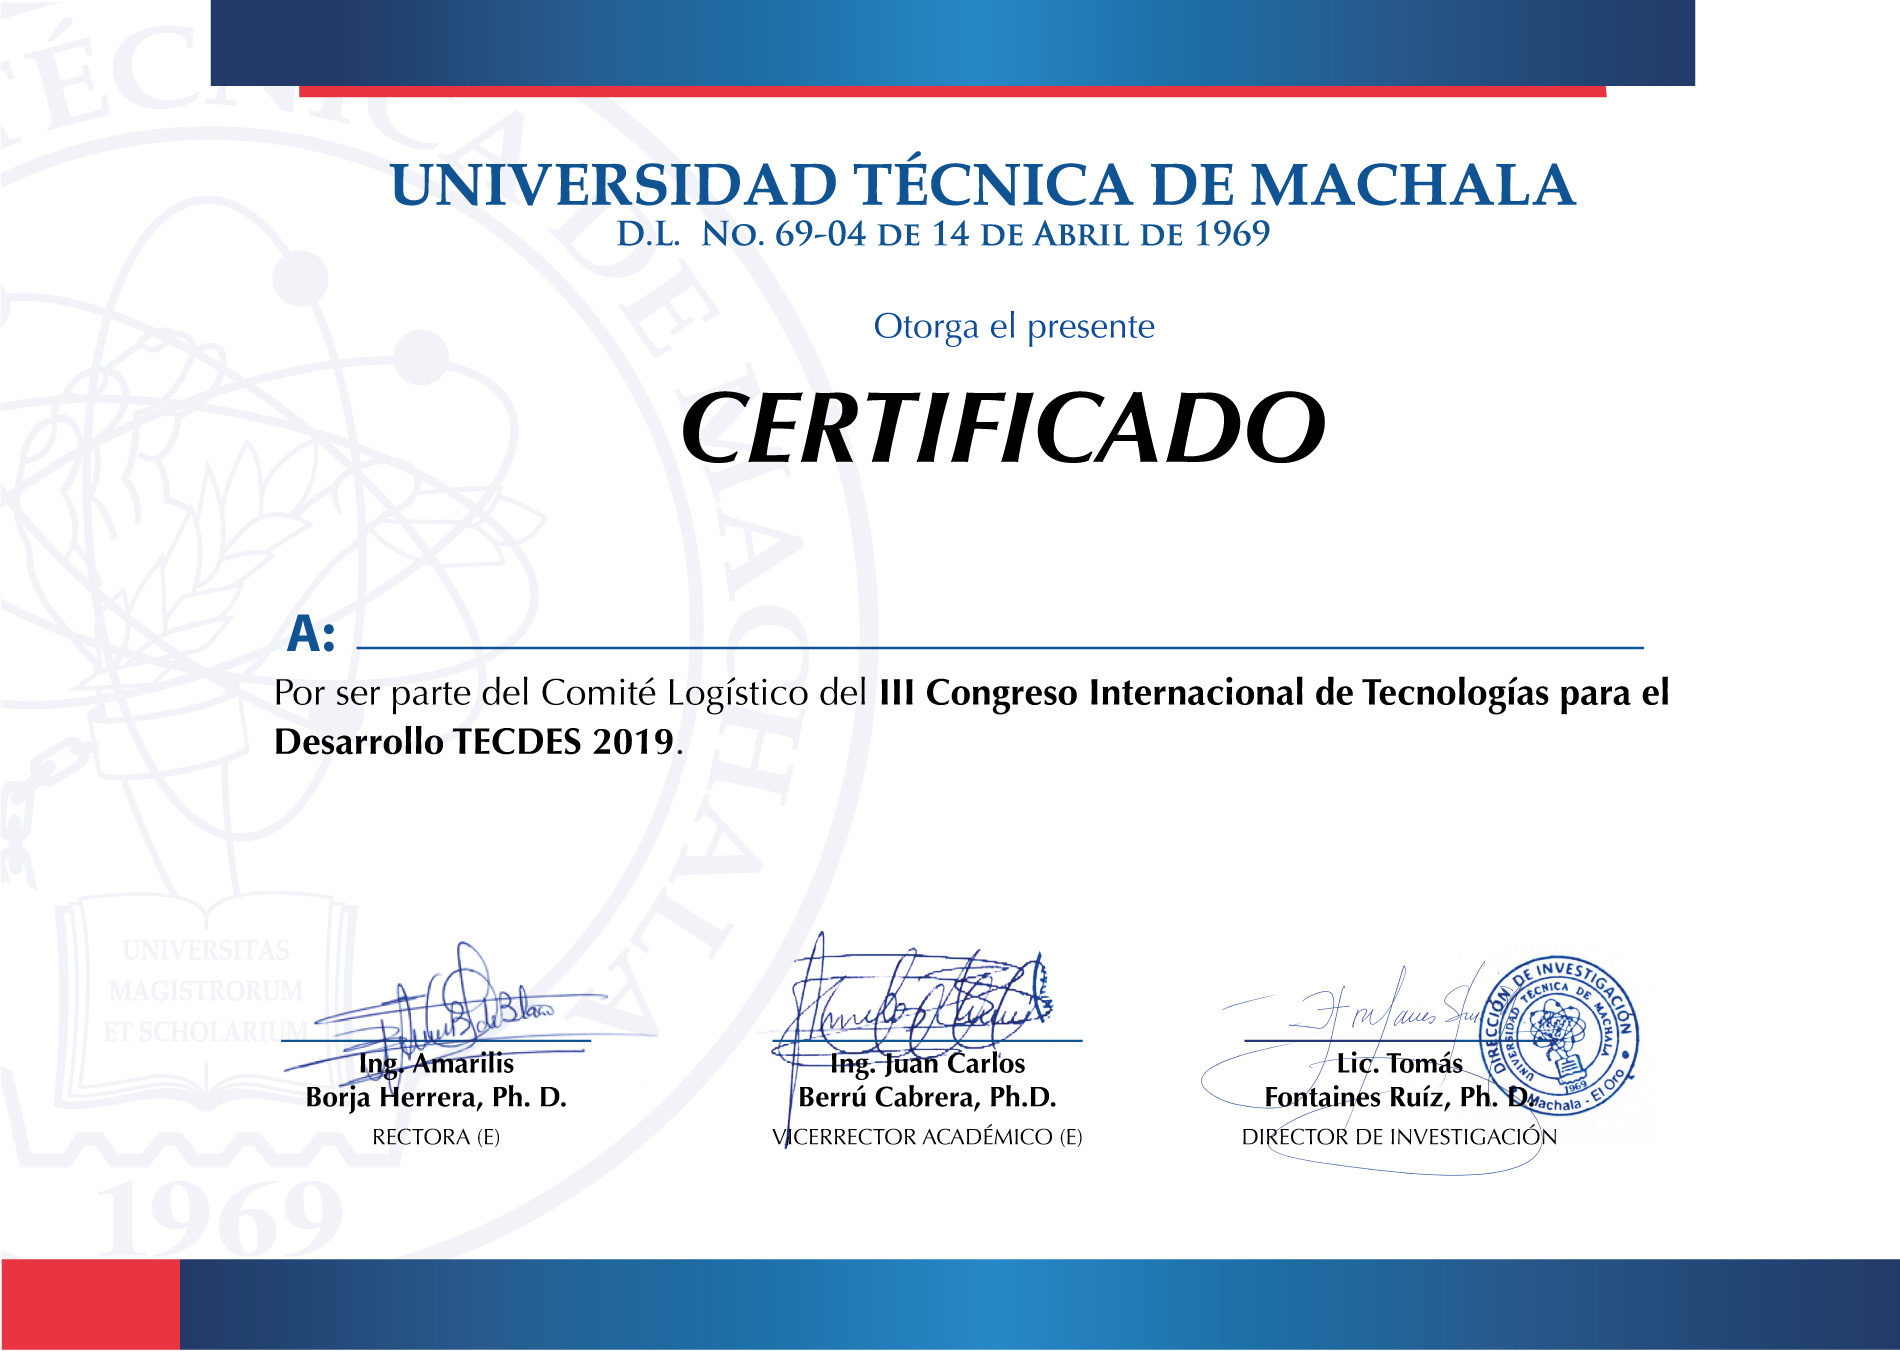 UNIVERSIDAD TÉCNICA DE MACHALA
D.L. No. 69-04 DE 14 DE ABRIL DE 1969
Otorga el presente
CERTIFICADO
A:
Por ser parte del Comité Logístico del III Congreso Internacional de Tecnologías para el
Desarrollo TECDES 2019.
TÉCNICA DE MACHALA
UNIVERSITAS
MAGISTRORUM
ET SCHOLARIUM
1969
Ing. Amarilis
Borja Herrera, Ph. D.
RECTORA (E)
Ing. Juan Carlos
Berrú Cabrera, Ph.D.
VICERRECTOR ACADÉMICO (E)
Lic. Tomás
Fontaines Ruíz, Ph. D.
DIRECTOR DE INVESTIGACIÓN
DIRECCIÓN DE INVESTIGACIÓN
UNIVERSIDAD TÉCNICA DE MACHALA
1969
Machala - El Oro